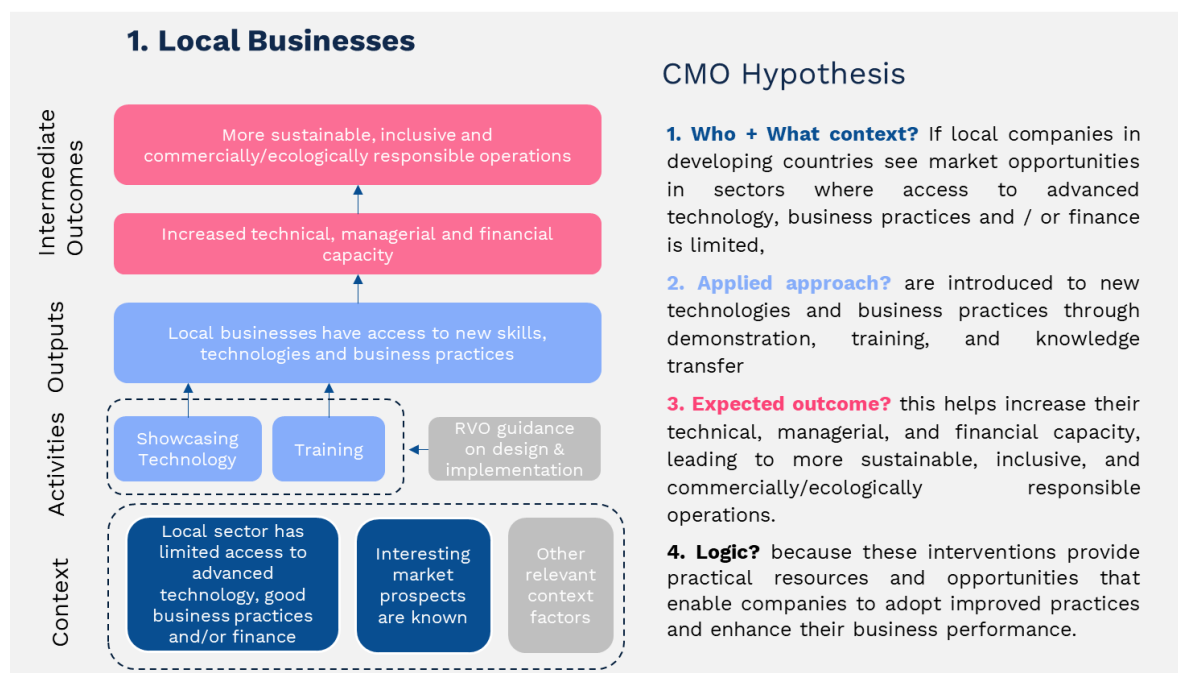 1. Local Businesses
Intermediate
Outcomes
More sustainable, inclusive and
commercially/ecologically responsible operations
Increased technical, managerial and financial
capacity
Outputs
Local businesses have access to new skills,
technologies and business practices
Activities
Showcasing
Technology
Training
RVO guidance
on design &
implementation
Context
Local sector has
limited access to
advanced
technology, good
business practices
and/or finance
Interesting
market
prospects
are known
Other
relevant
context
factors
CMO Hypothesis
1. Who + What context? If local companies in
developing countries see market opportunities
in sectors where access to advanced
technology, business practices and / or finance
is limited,
2. Applied approach? are introduced to new
technologies and business practices through
demonstration, training, and knowledge
transfer
3. Expected outcome? this helps increase their
technical, managerial, and financial capacity,
leading to more sustainable, inclusive, and
commercially/ecologically responsible
operations.
4. Logic? because these interventions provide
practical resources and opportunities that
enable companies to adopt improved practices
and enhance their business performance.